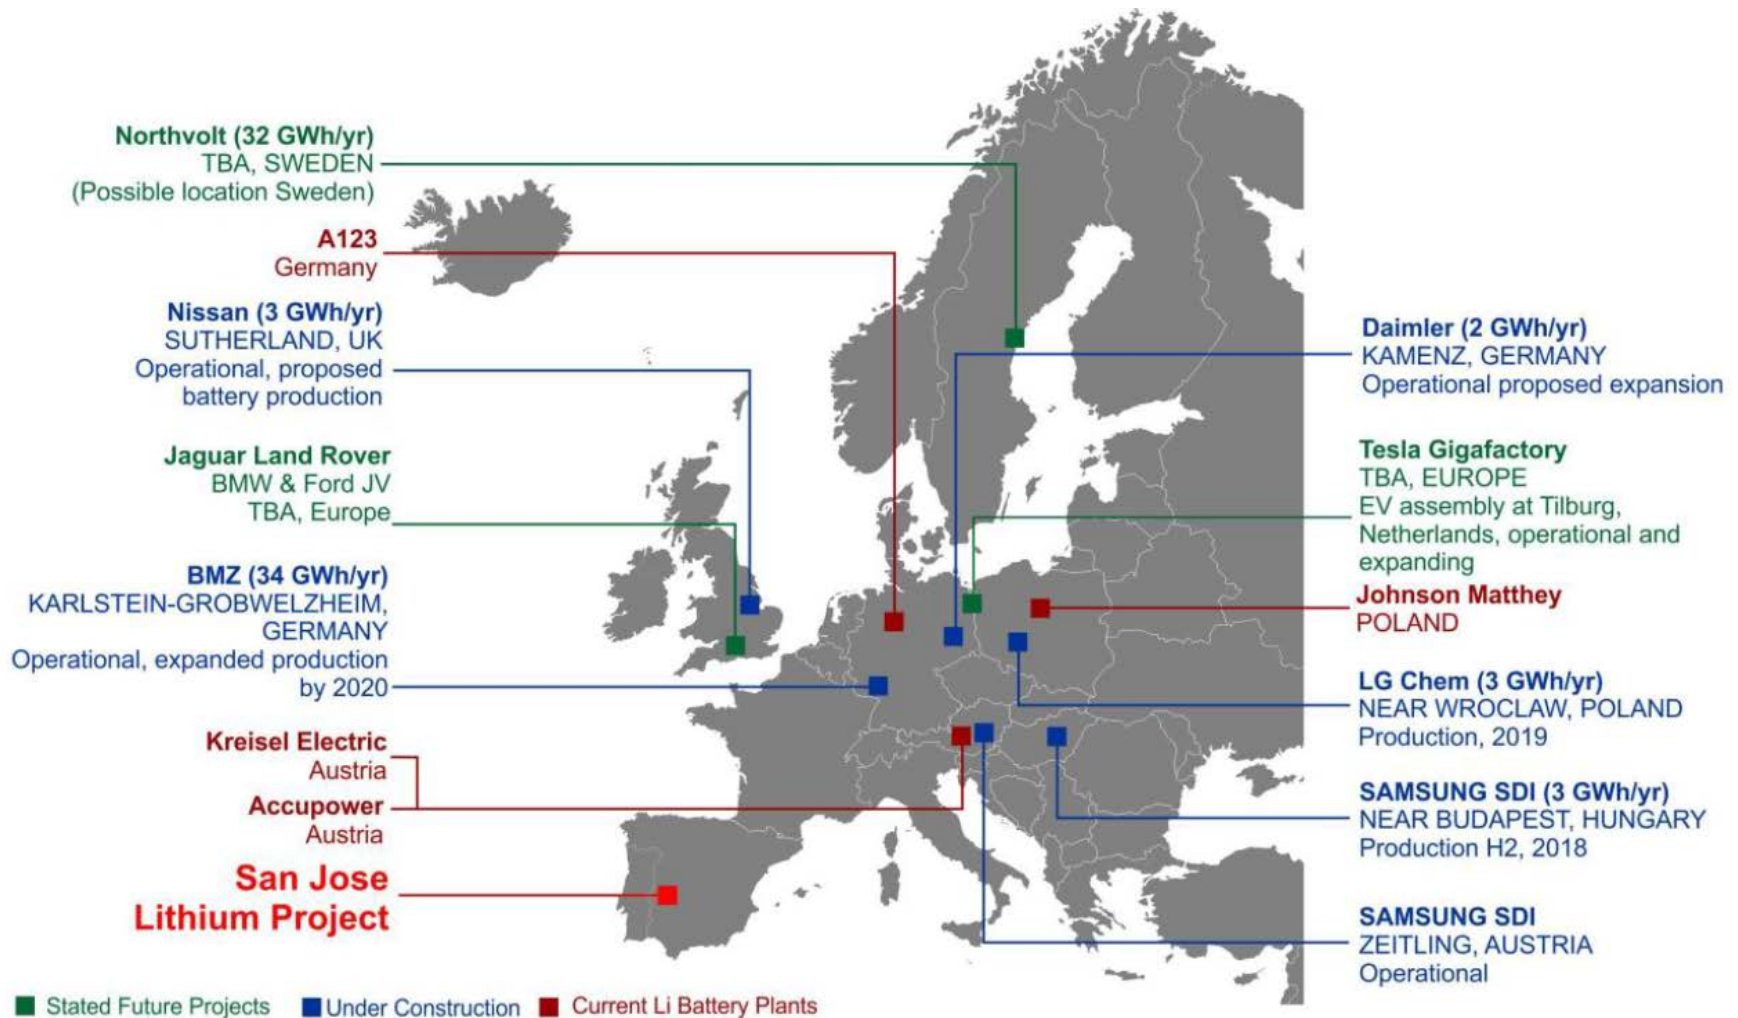 Northvolt (32 GWh/yr)
TBA, SWEDEN
(Possible location Sweden)
A123
Germany
Nissan (3 GWh/yr)
SUTHERLAND, UK
Operational, proposed
battery production
Jaguar Land Rover
BMW & Ford JV
TBA, Europe
BMZ (34 GWh/yr)
KARLSTEIN-GROBWELZHEIM,
GERMANY
Operational, expanded production
by 2020
Kreisel Electric
Austria
Accupower
Austria
San Jose
Lithium Project
Daimler (2 GWh/yr)
KAMENZ, GERMANY
Operational proposed expansion
Tesla Gigafactory
TBA, EUROPE
EV assembly at Tilburg,
Netherlands, operational and
expanding
Johnson Matthey
POLAND
LG Chem (3 GWh/yr)
NEAR WROCLAW, POLAND
Production, 2019
SAMSUNG SDI (3 GWh/yr)
NEAR BUDAPEST, HUNGARY
Production H2, 2018
SAMSUNG SDI
ZEITLING, AUSTRIA
Operational
Stated Future Projects
Under Construction
Current Li Battery Plants